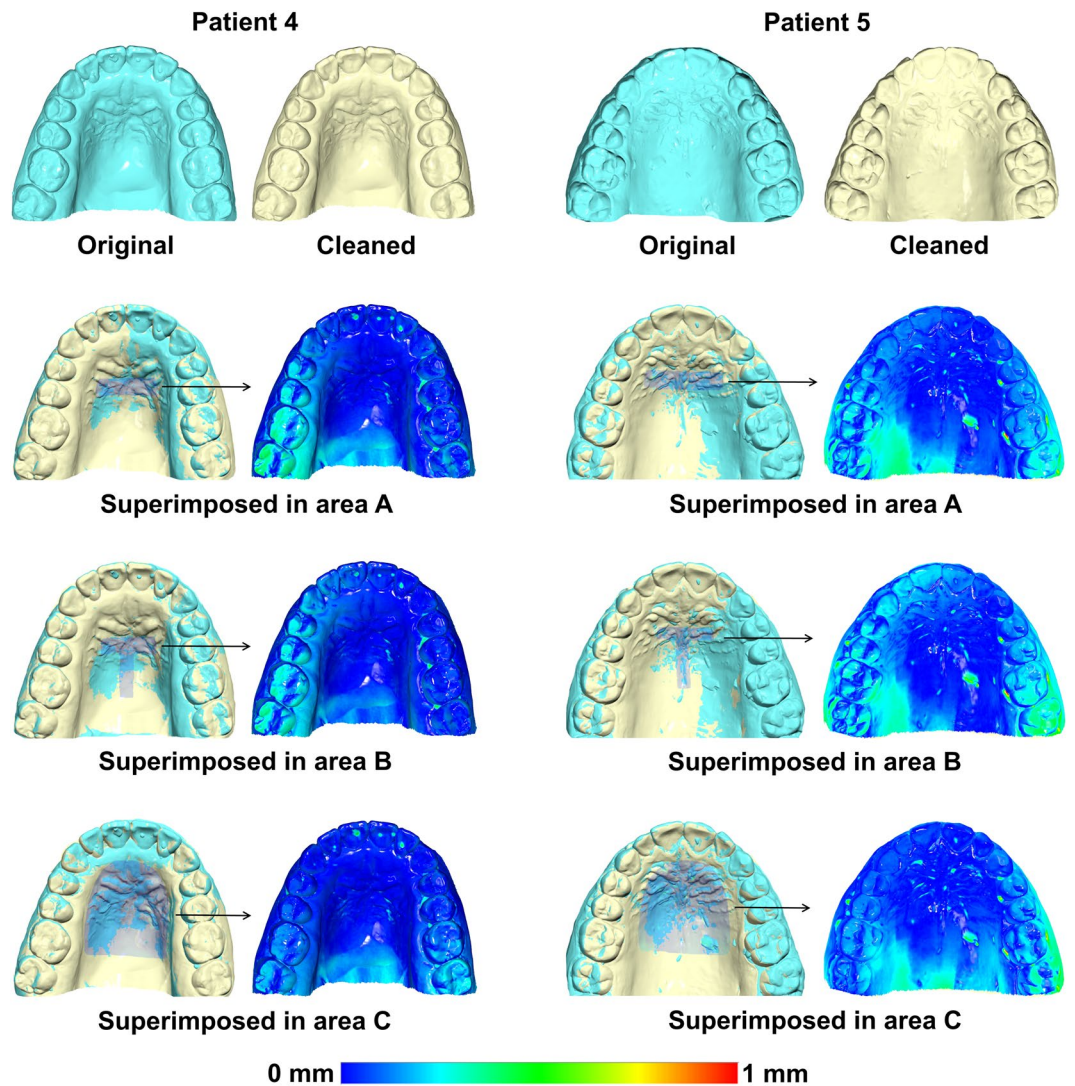 Patient 4
Patient 5
Original
Cleaned
Original
Cleaned
Superimposed in area A
Superimposed in area A
Superimposed in area B
Superimposed in area B
Superimposed in area C
Superimposed in area C
0 mm
1 mm